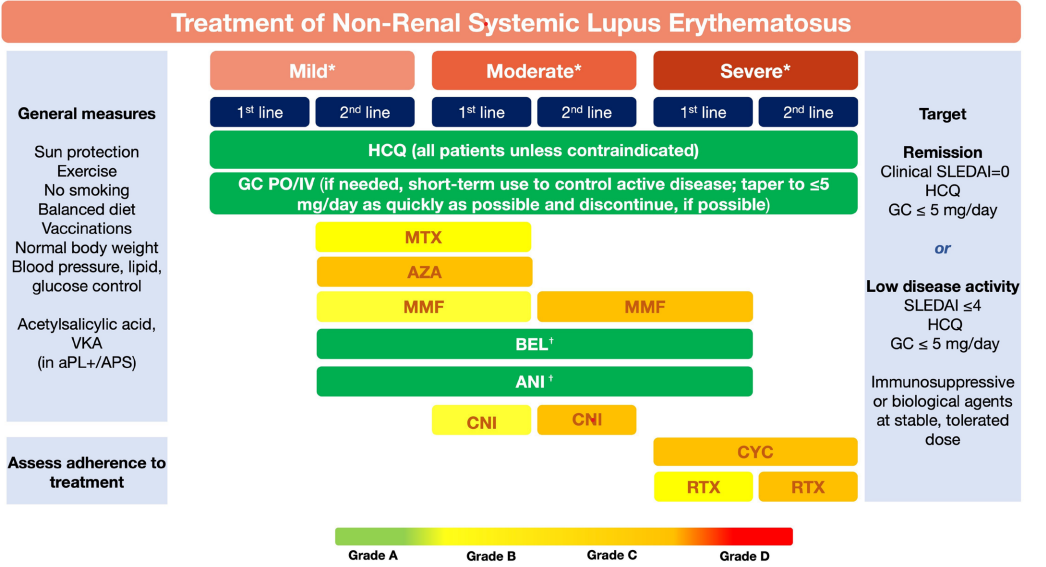 Treatment of Non-Renal Systemic Lupus Erythematosus
General measures
Sun protection
Exercise
No smoking
Balanced diet
Vaccinations
Normal body weight
Blood pressure, lipid,
glucose control
Acetylsalicylic acid,
VKA
(in aPL+/APS)
Assess adherence to
treatment
Mild*
Moderate*
Severe*
1st line
2nd line
1st line
2nd line
1st line
2nd line
HCQ (all patients unless contraindicated)
GC PO/IV (if needed, short-term use to control active disease; taper to ≤5
mg/day as quickly as possible and discontinue, if possible)
MTX
AZA
MMF
MMF
BEL†
ANI †
CNI
CNI
CYC
RTX
RTX
Target
Remission
Clinical SLEDAI=0
HCQ
GC ≤ 5 mg/day
or
Low disease activity
SLEDAI ≤4
HCQ
GC ≤ 5 mg/day
Immunosuppressive
or biological agents
at stable, tolerated
dose
Grade A
Grade B
Grade C
Grade D